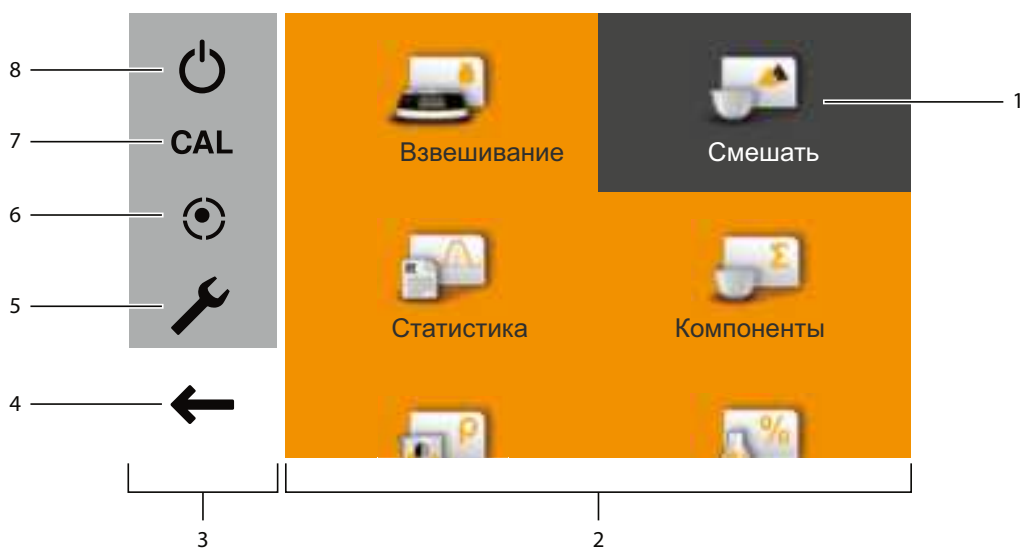 8
7
6
5
4
3
CAL
Взвешивание
Смешать
1
Статистика
Компоненты
ρ
Σ
%
2